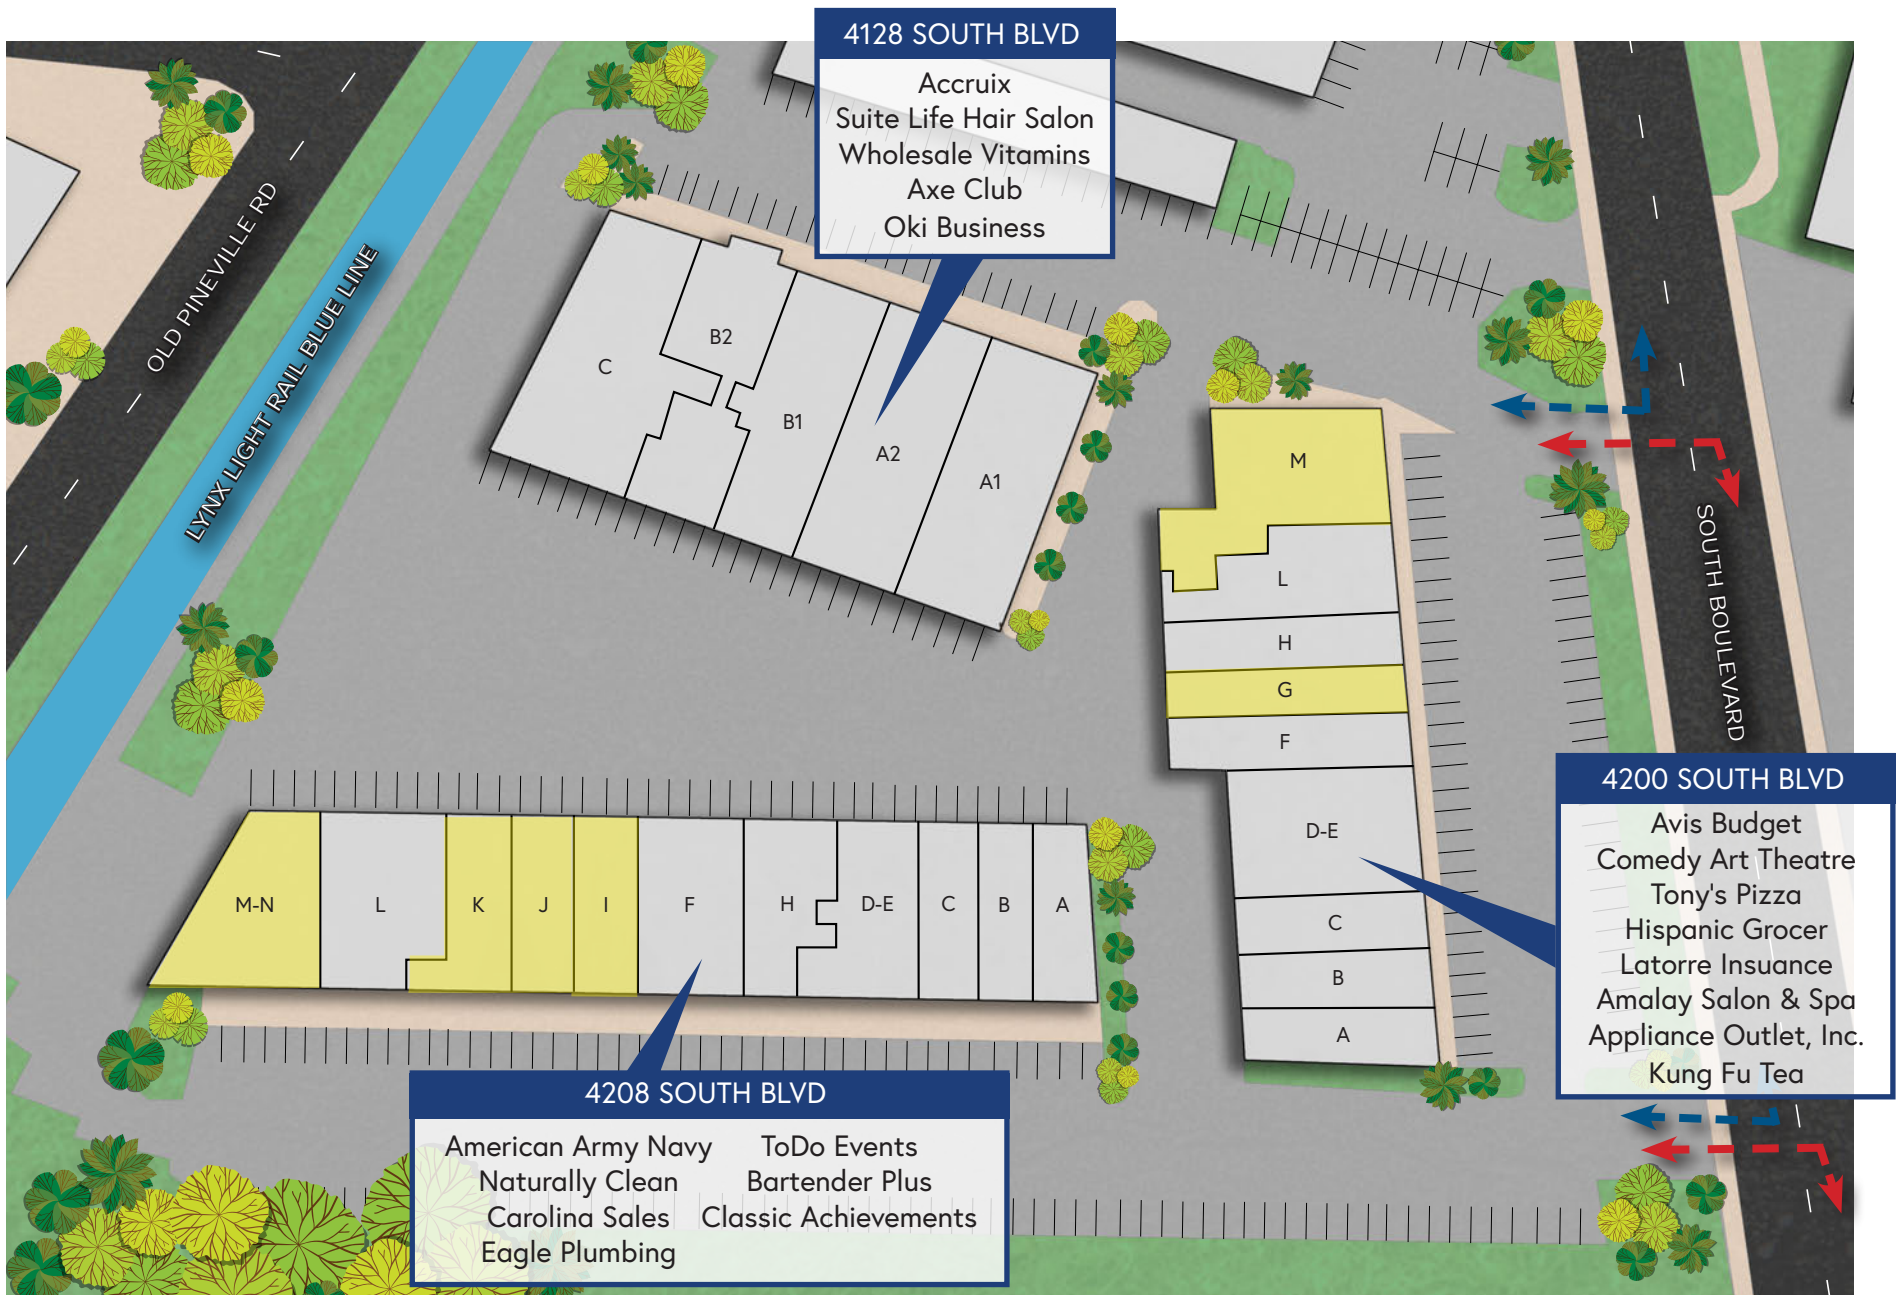 4128 SOUTH BLVD
Accruix
Suite Life Hair Salon
Wholesale Vitamins
Axe Club
Oki Business
OLD PINEVILLE RD
LYNX LIGHT RAIL BLUE LINE
C
B2
B1
A2
A1
M
L
H
G
F
D-E
C
B
A
SOUTH BOULEVARD
4200 SOUTH BLVD
Avis Budget
Comedy Art Theatre
Tony's Pizza
Hispanic Grocer
Latorre Insuance
Amalay Salon & Spa
Appliance Outlet, Inc.
Kung Fu Tea
M-N
L
K
J
I
F
H
D-E
C
B
A
4208 SOUTH BLVD
American Army Navy
Naturally Clean
Carolina Sales
Eagle Plumbing
ToDo Events
Bartender Plus
Classic Achievements